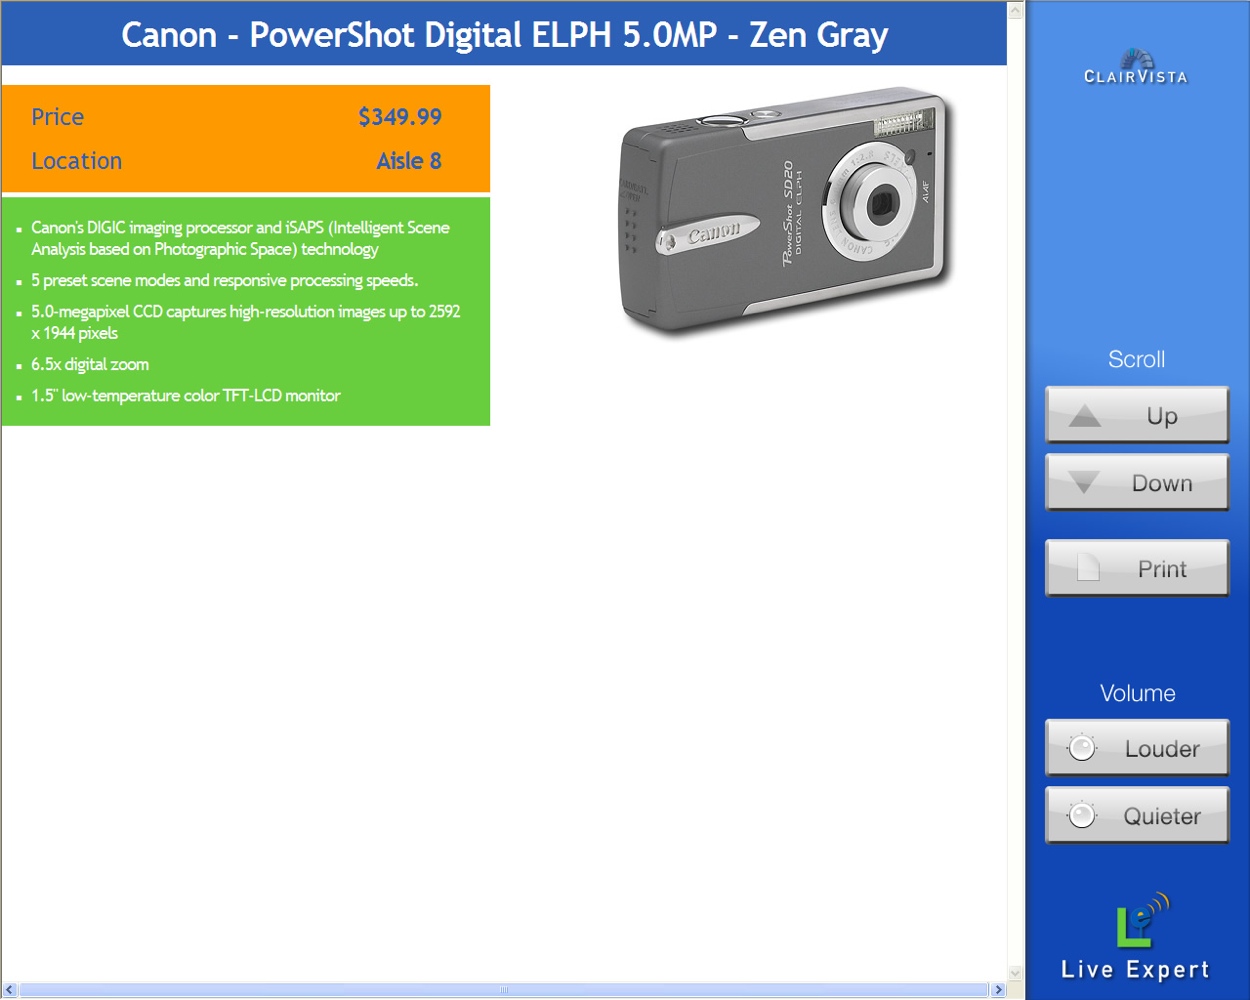 Canon - PowerShot Digital ELPH 5.0MP - Zen Gray
CLAIRVISTA
Price $349.99
Location Aisle 8
Canon's DIGIC imaging processor and iSAPS (Intelligent Scene
Analysis based on Photographic Space) technology
5 preset scene modes and responsive processing speeds.
5.0-megapixel CCD captures high-resolution images up to 2592
x 1944 pixels
6.5x digital zoom
1.5" low-temperature color TFT-LCD monitor
Canon
PowerShot SD20
DIGITAL ELPH
AiAF
Scroll
Up
Down
Print
Volume
Louder
Quieter
Le
Live Expert